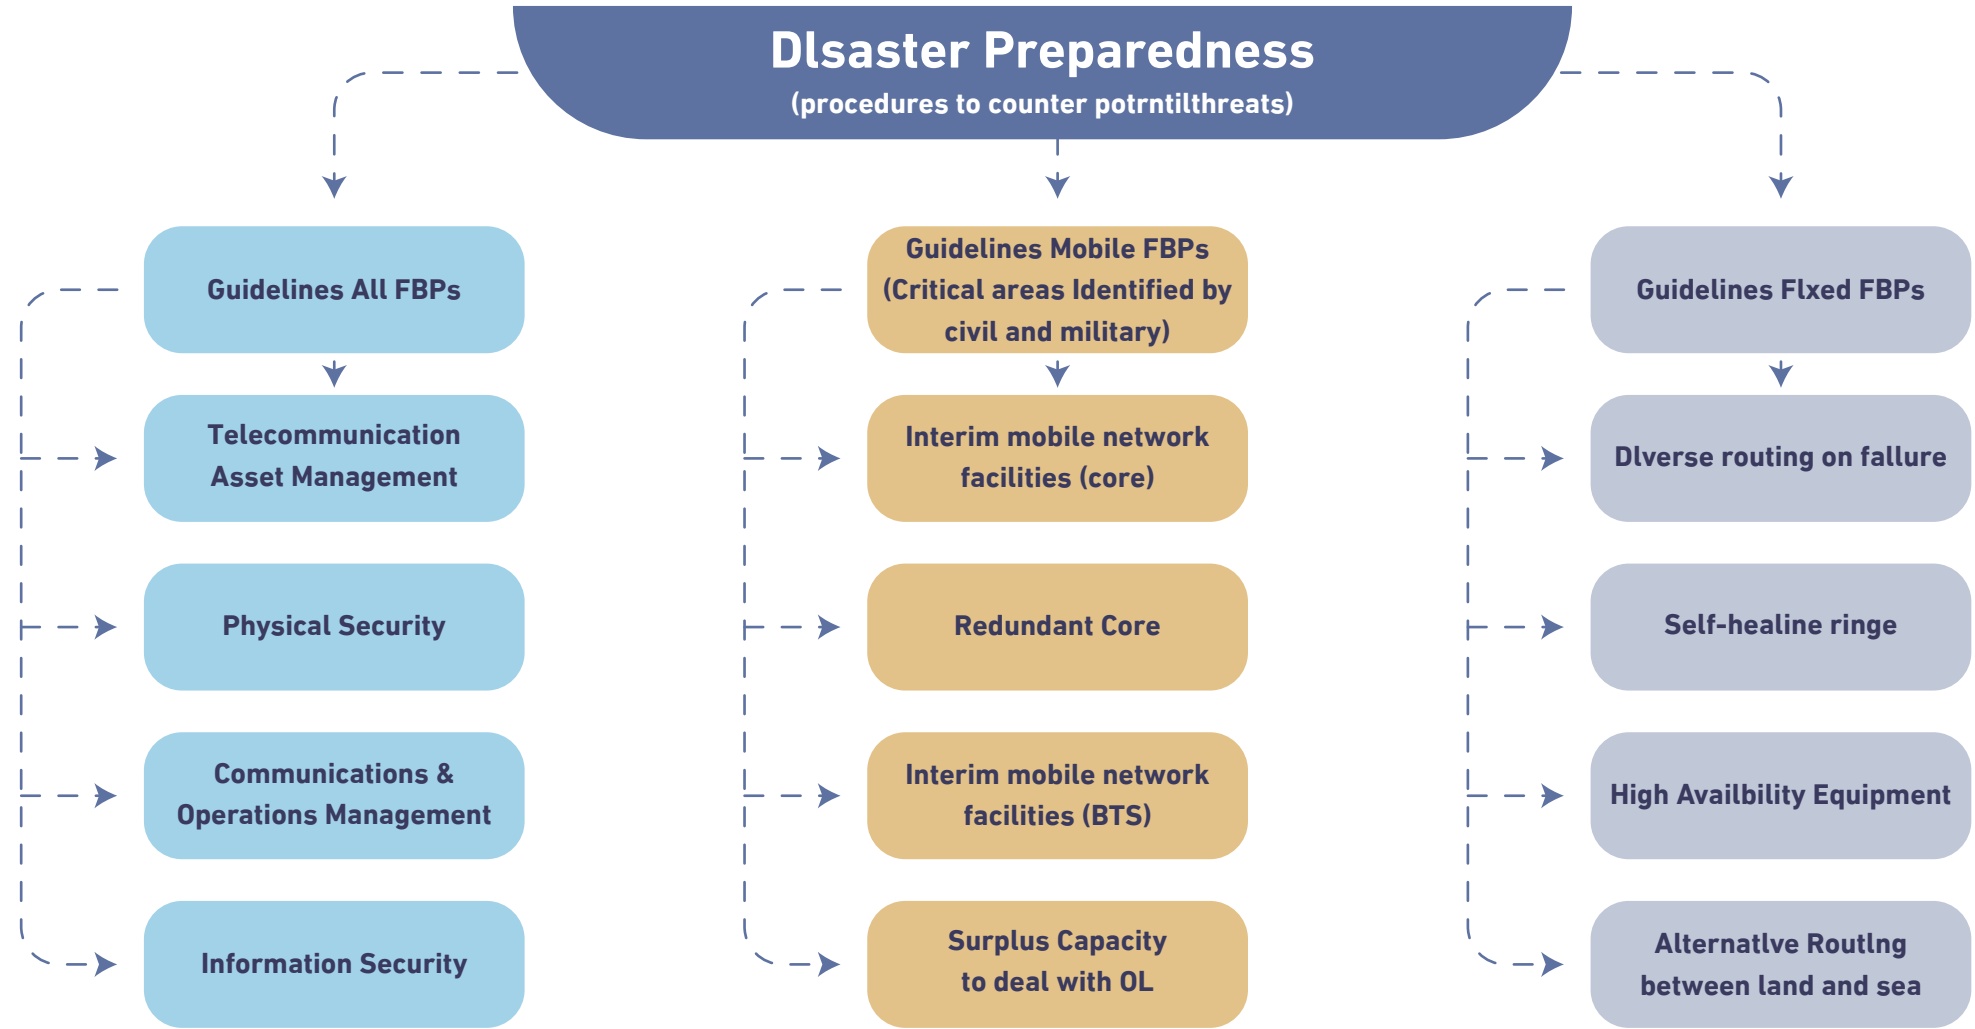 Dlsaster Preparedness
(procedures to counter potrntilthreats)
Guidelines All FBPs
Telecommunication
Asset Management
Physical Security
Communications &
Operations Management
Information Security
Guidelines Mobile FBPs
(Critical areas Identified by
civil and military)
Interim mobile network
facilities (core)
Redundant Core
Interim mobile network
facilities (BTS)
Surplus Capacity
to deal with OL
Guidelines Flxed FBPs
Dlverse routing on fallure
Self-healine ringe
High Availbility Equipment
Alternatlve Routlng
between land and sea